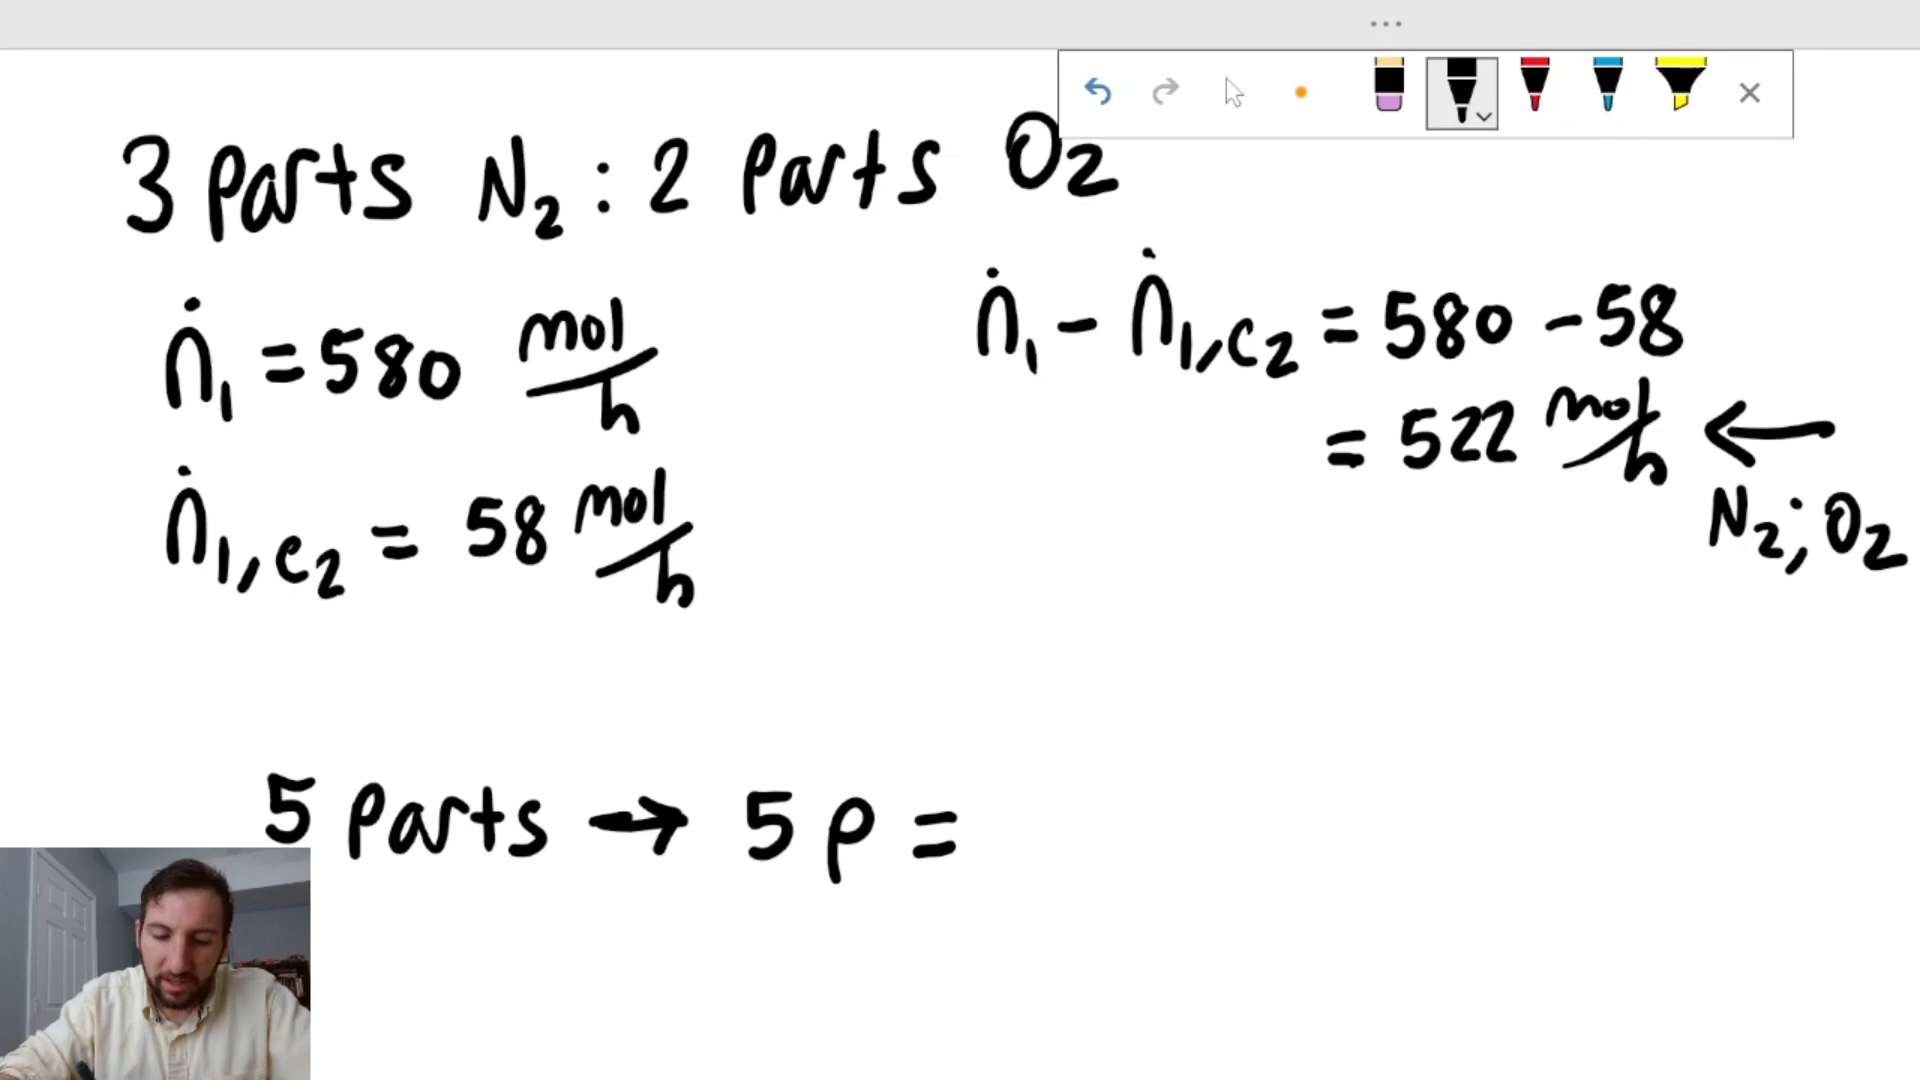 3 parts N₂ : 2 parts O₂
ṅ₁ = 580 mol/h
ṅ₁,C₂ = 58 mol/h
ṅ₁ - ṅ₁,C₂ = 580 - 58
= 522 mol/h ←
N₂; O₂
5 parts → 5p =